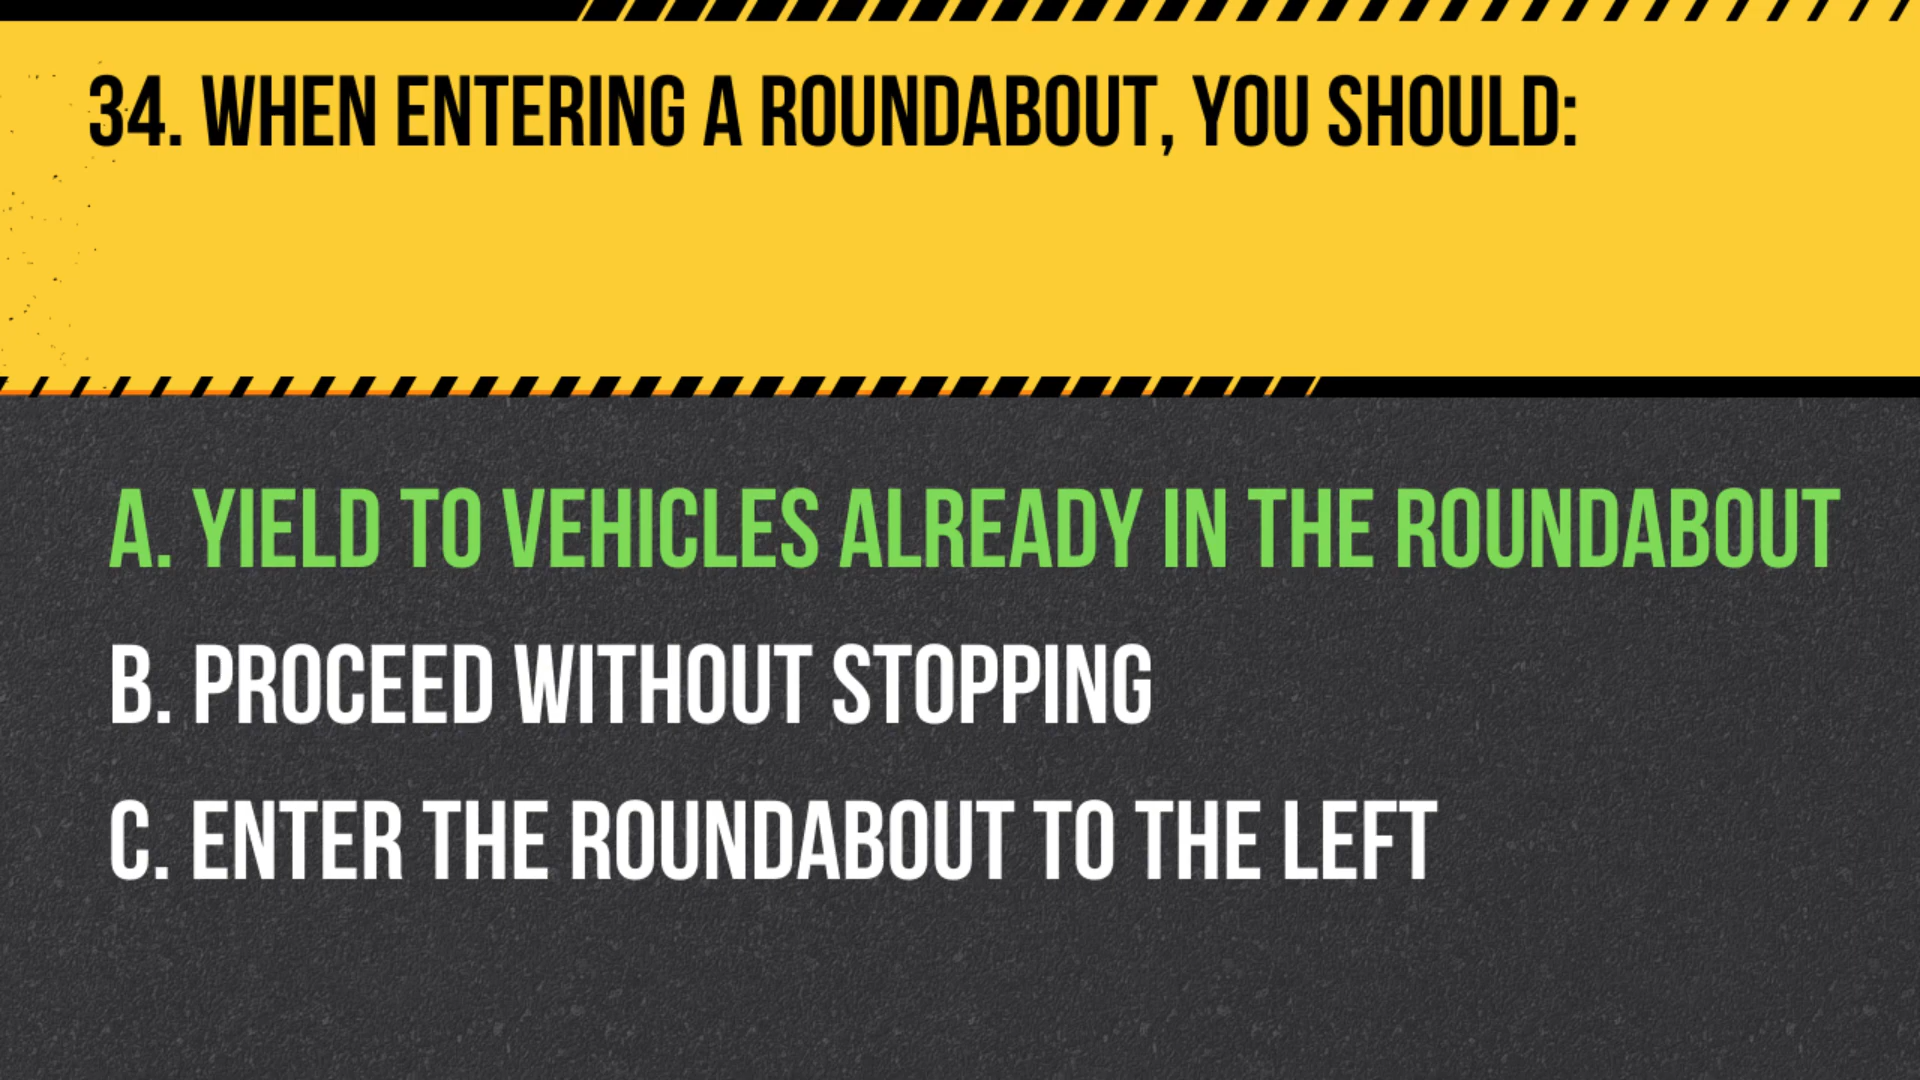 34. WHEN ENTERING A ROUNDABOUT, YOU SHOULD:
A. YIELD TO VEHICLES ALREADY IN THE ROUNDABOUT
B. PROCEED WITHOUT STOPPING
C. ENTER THE ROUNDABOUT TO THE LEFT